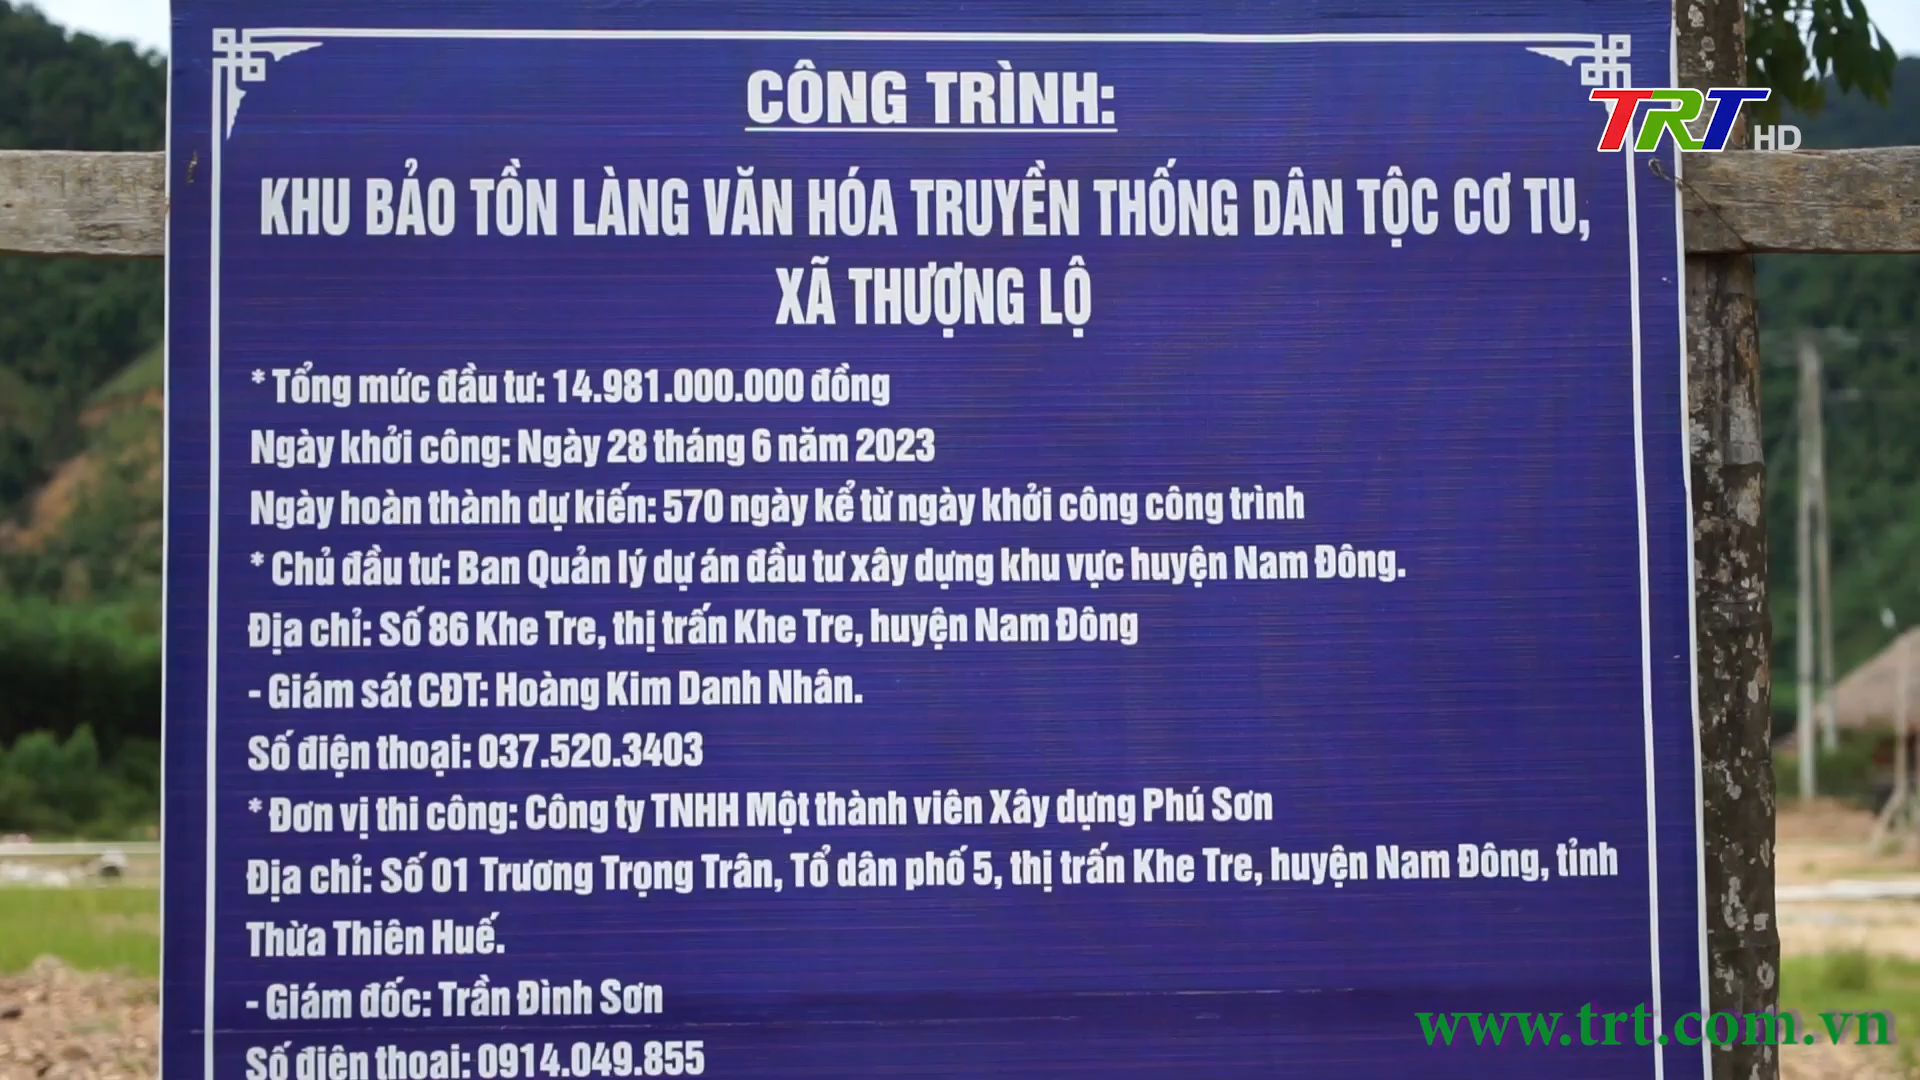 CÔNG TRÌNH:
TRT HD
KHU BẢO TỒN LÀNG VĂN HÓA TRUYỀN THỐNG DÂN TỘC CƠ TU,
XÃ THƯỢNG LỘ
* Tổng mức đầu tư: 14.981.000.000 đồng
Ngày khởi công: Ngày 28 tháng 6 năm 2023
Ngày hoàn thành dự kiến: 570 ngày kể từ ngày khởi công công trình
* Chủ đầu tư: Ban Quản lý dự án đầu tư xây dựng khu vực huyện Nam Đông.
Địa chỉ: Số 86 Khe Tre, thị trấn Khe Tre, huyện Nam Đông
- Giám sát CĐT: Hoàng Kim Danh Nhân.
Số điện thoại: 037.520.3403
* Đơn vị thi công: Công ty TNHH Một thành viên Xây dựng Phú Sơn
Địa chỉ: Số 01 Trương Trọng Trân, Tổ dân phố 5, thị trấn Khe Tre, huyện Nam Đông, tỉnh
Thừa Thiên Huế.
- Giám đốc: Trần Đình Sơn
www.trt.com.vn
Số điện thoại: 0914.049.855